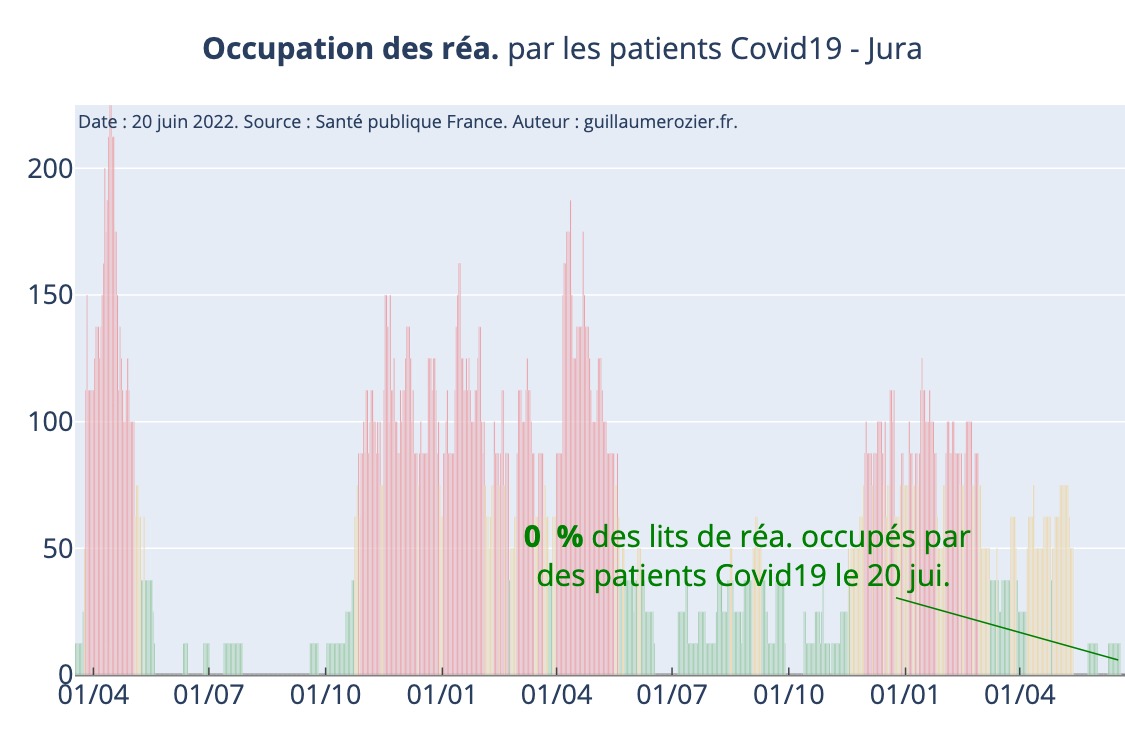 Occupation des réa. par les patients Covid19 - Jura
Date : 20 juin 2022. Source : Santé publique France. Auteur : guillaumerozier.fr.
200
150
100
50
0
0 % des lits de réa. occupés par
des patients Covid19 le 20 jui.
01/04 01/07 01/10 01/01 01/04 01/07 01/10 01/01 01/04